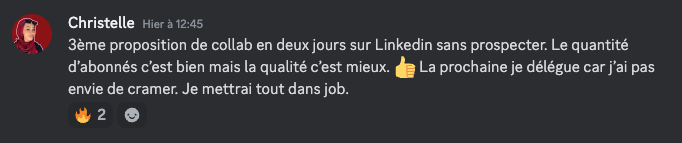 Christelle Hier à 12:45
3ème proposition de collab en deux jours sur Linkedin sans prospecter. Le quantité
d'abonnés c'est bien mais la qualité c'est mieux. 👍 La prochaine je délégue car j'ai pas
envie de cramer. Je mettrai tout dans job.
🔥 2